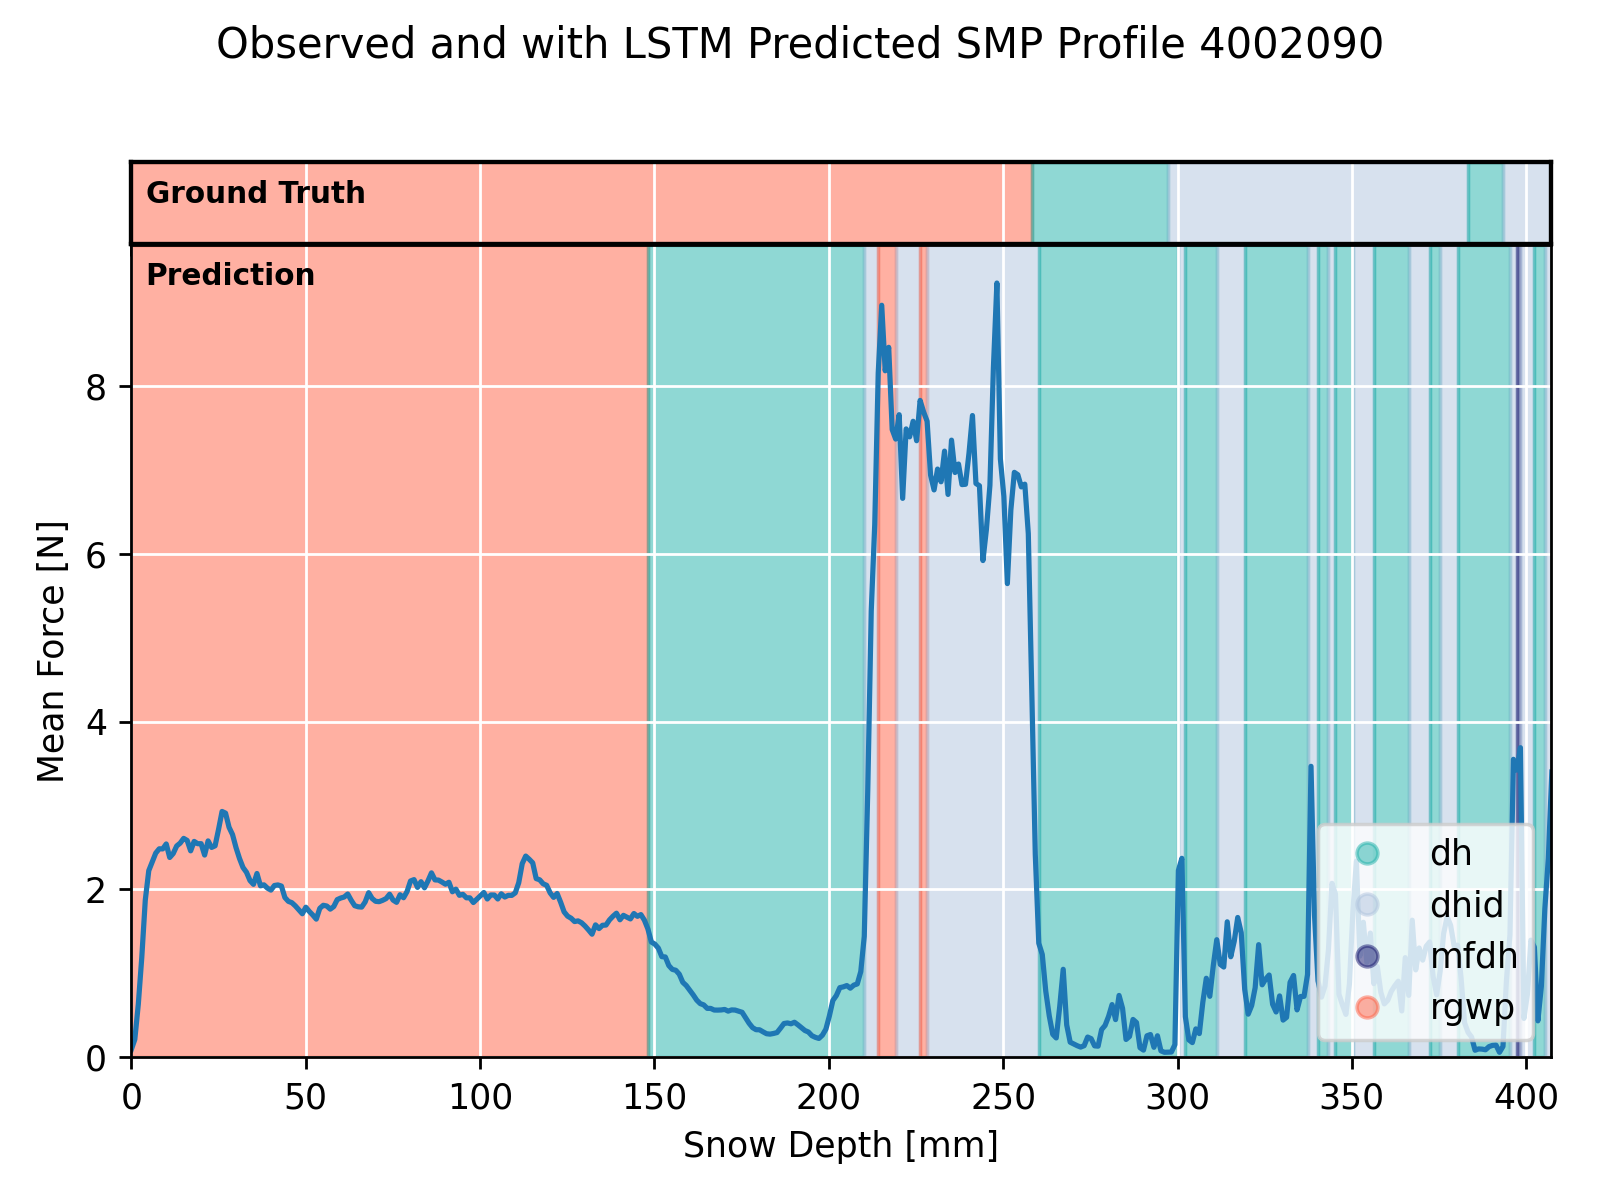 Observed and with LSTM Predicted SMP Profile 4002090
Ground Truth
Prediction
Mean Force [N]
8
6
4
2
0
dh
dhid
mfdh
rgwp
0 50 100 150 200 250 300 350 400
Snow Depth [mm]